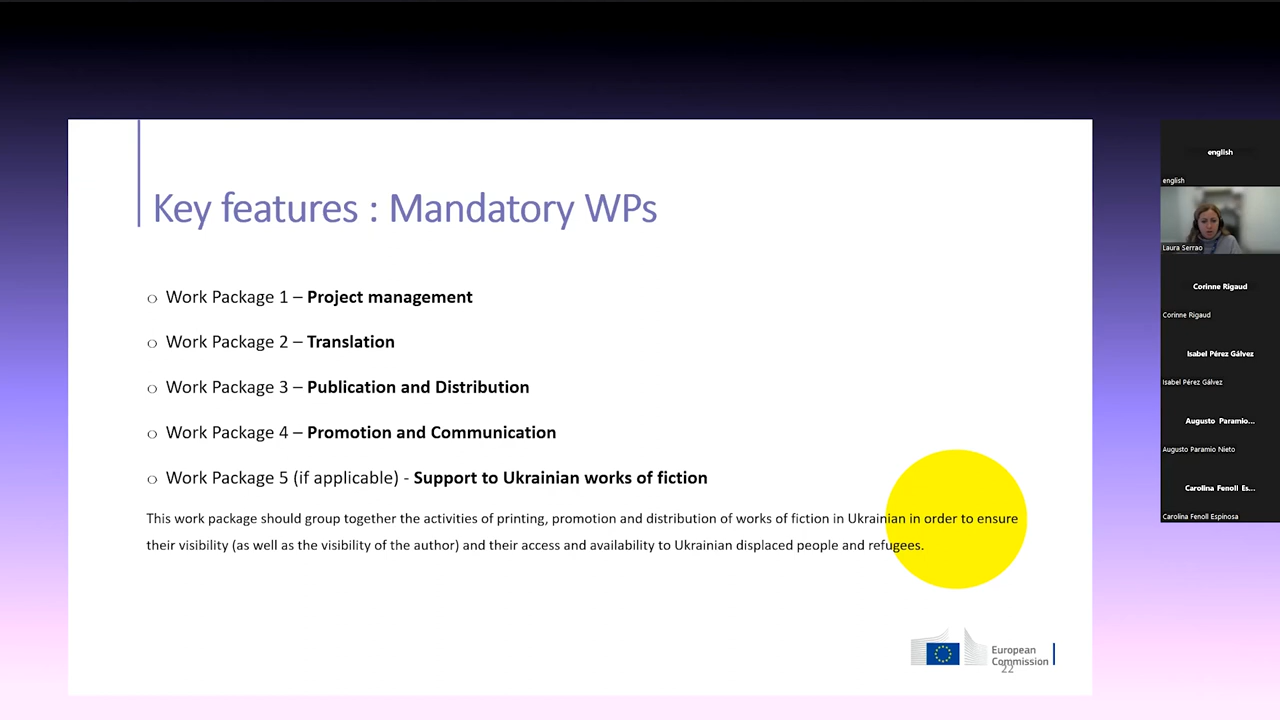 Key features : Mandatory WPs
o Work Package 1 – Project management
o Work Package 2 – Translation
o Work Package 3 – Publication and Distribution
o Work Package 4 – Promotion and Communication
o Work Package 5 (if applicable) - Support to Ukrainian works of fiction
This work package should group together the activities of printing, promotion and distribution of works of fiction in Ukrainian in order to ensure
their visibility (as well as the visibility of the author) and their access and availability to Ukrainian displaced people and refugees.
European
Commission
22
english
english
Laura Serrao
Corinne Rigaud
Corinne Rigaud
Isabel Pérez Gálvez
Isabel Pérez Gálvez
Augusto Paramio...
Augusto Paramio Nieto
Carolina Fenoll Es...
Carolina Fenoll Espinosa